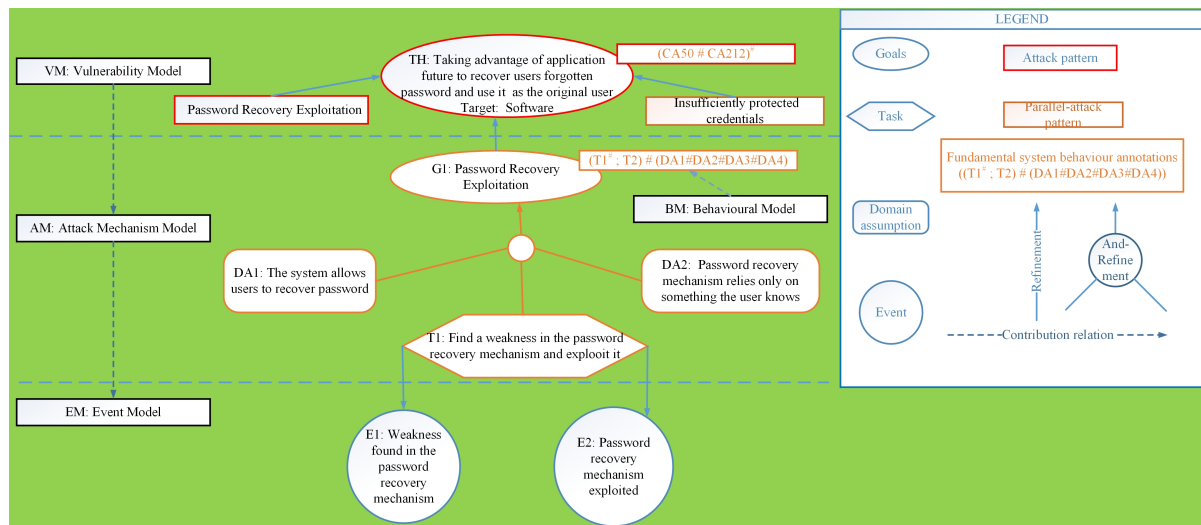 VM: Vulnerability Model
TH: Taking advantage of application
future to recover users forgotten
password and use it as the original user
Target: Software
(CA50 # CA212)*
Password Recovery Exploitation
Insufficiently protected
credentials
G1: Password Recovery
Exploitation
(T1# ; T2) # (DA1#DA2#DA3#DA4)
BM: Behavioural Model
AM: Attack Mechanism Model
DA1: The system allows
users to recover password
DA2: Password recovery
mechanism relies only on
something the user knows
T1: Find a weakness in the password
recovery mechanism and explooit it
EM: Event Model
E1: Weakness
found in the
password
recovery
mechanism
E2: Password
recovery
mechanism
exploited
LEGEND
Goals
Attack pattern
Task
Parallel-attack
pattern
Fundamental system behaviour annotations
((T1# ; T2) # (DA1#DA2#DA3#DA4))
Domain
assumption
Refinement
And-
Refine
ment
Event
Contribution relation